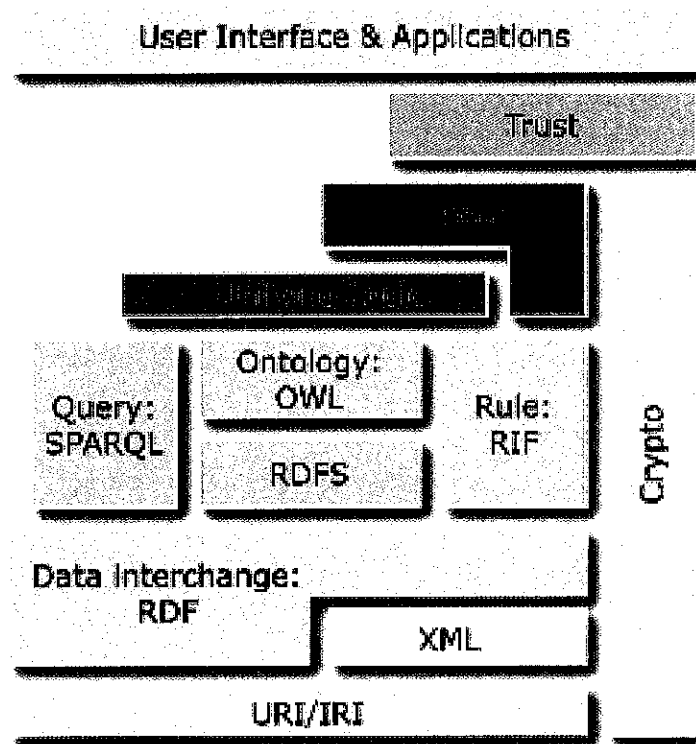 User Interface & Applications
Trust
Ontology:
OWL
Query:
SPARQL
Rule:
RIF
RDFS
Crypto
Data interchange:
RDF
XML
URI/IRI